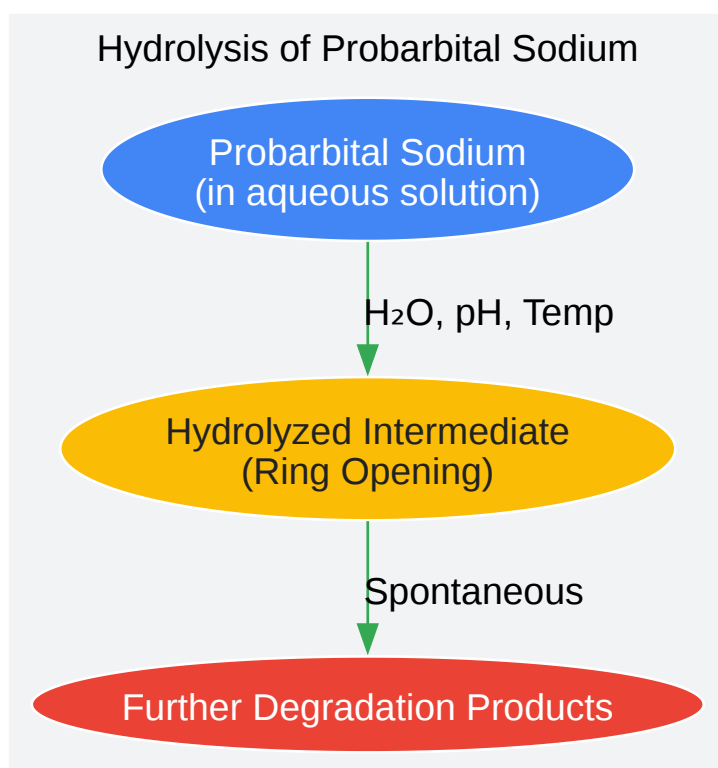 Hydrolysis of Probarbital Sodium
Probarbital Sodium
(in aqueous solution)
H₂O, pH, Temp
Hydrolyzed Intermediate
(Ring Opening)
Spontaneous
Further Degradation Products